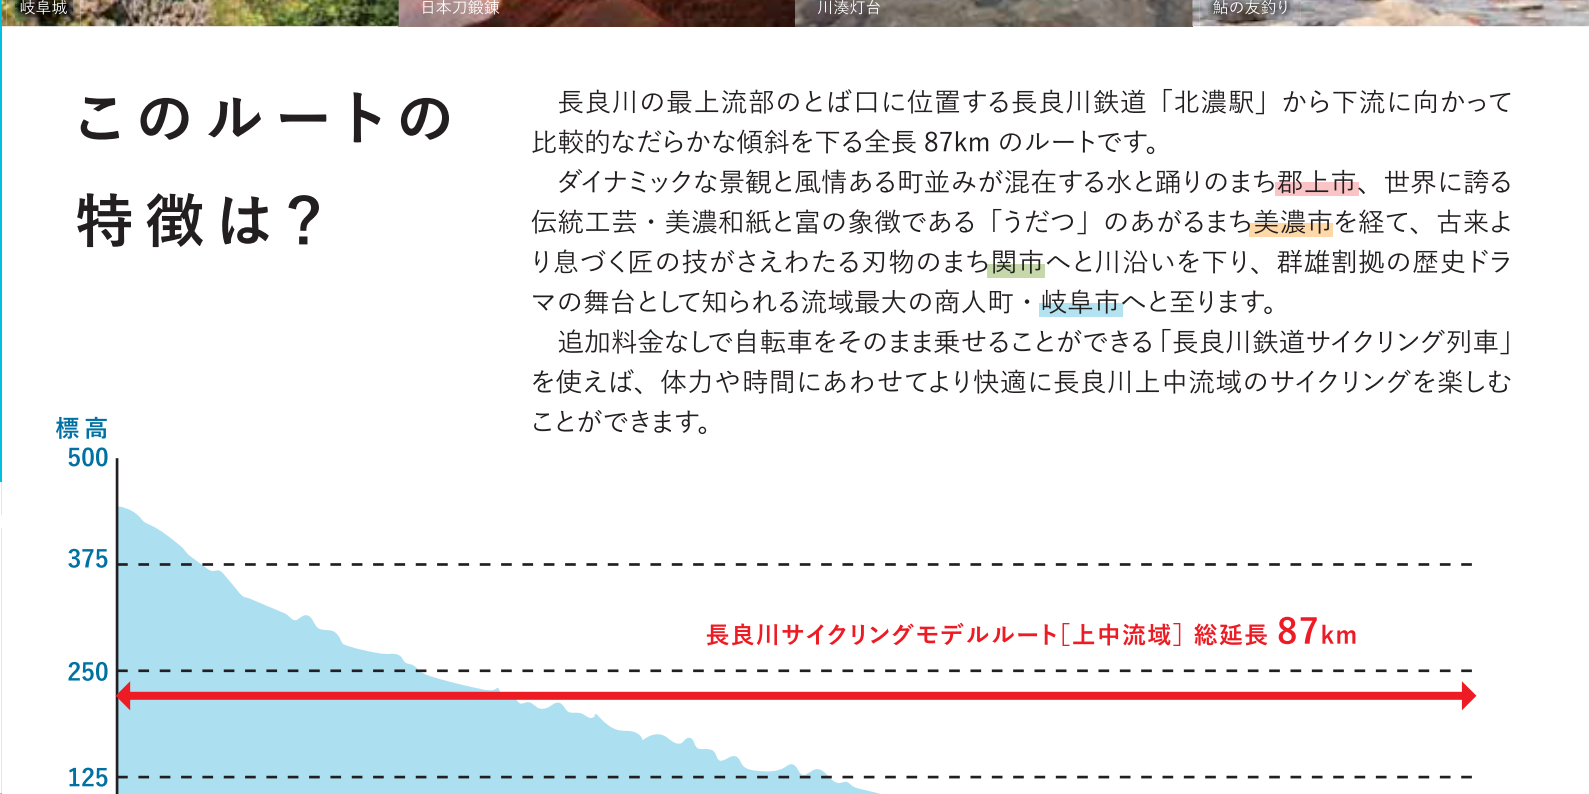 岐阜城
日本刀鍛錬
川湊灯台
鮎の友釣り
このルートの
特徴は？
長良川の最上流部のとば口に位置する長良川鉄道「北濃駅」から下流に向かって
比較的なだらかな傾斜を下る全長 87km のルートです。
ダイナミックな景観と風情ある町並みが混在する水と踊りのまち郡上市、世界に誇る
伝統工芸・美濃和紙と富の象徴である「うだつ」のあがるまち美濃市を経て、古来よ
り息づく匠の技がさえわたる刃物のまち関市へと川沿いを下り、群雄割拠の歴史ドラ
マの舞台として知られる流域最大の商人町・岐阜市へと至ります。
追加料金なしで自転車をそのまま乗せることができる「長良川鉄道サイクリング列車」
を使えば、体力や時間にあわせてより快適に長良川上中流域のサイクリングを楽しむ
ことができます。
標高
500
375
長良川サイクリングモデルルート［上中流域］ 総延長 87km
250
125